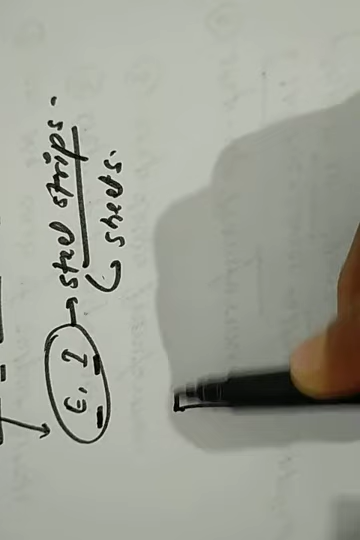 E, I → steel strips.
↳ sheets.